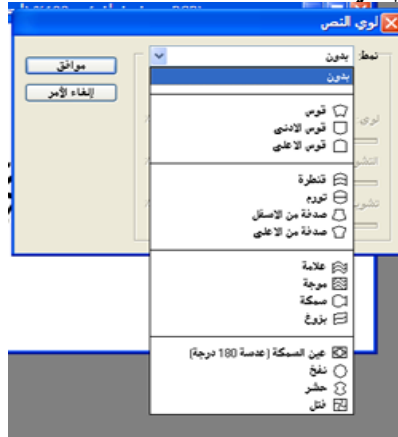 لوي النص
نمط: بدون
موافق
إلغاء الأمر
بدون
قوس
قوس الادنى
قوس الاعلى
قنطرة
تورم
صدفة من الاسفل
صدفة من الاعلى
علامة
موجة
سمكة
بزوغ
عين السمكة (عدسة 180 درجة)
نفخ
حشر
فتل